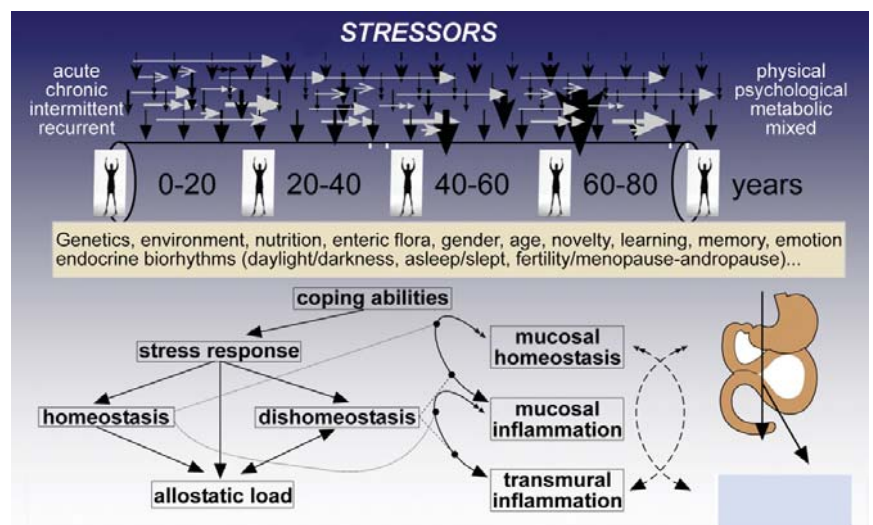 STRESSORS
acute
chronic
intermittent
recurrent
physical
psychological
metabolic
mixed
0-20
20-40
40-60
60-80
years
Genetics, environment, nutrition, enteric flora, gender, age, novelty, learning, memory, emotion
endocrine biorhythms (daylight/darkness, asleep/slept, fertility/menopause-andropause)...
coping abilities
stress response
homeostasis
dishomeostasis
allostatic load
mucosal
homeostasis
mucosal
inflammation
transmural
inflammation